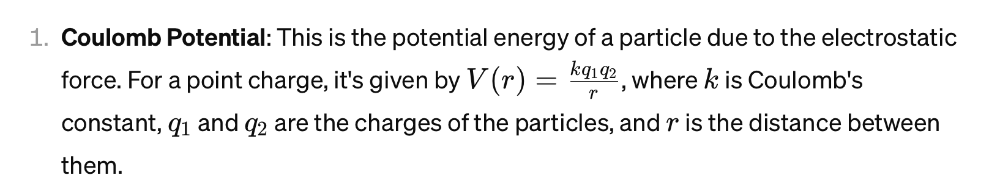 1. Coulomb Potential: This is the potential energy of a particle due to the electrostatic
force. For a point charge, it's given by V(r) = \frac{kq_1q_2}{r}, where k is Coulomb's
constant, q_1 and q_2 are the charges of the particles, and r is the distance between
them.